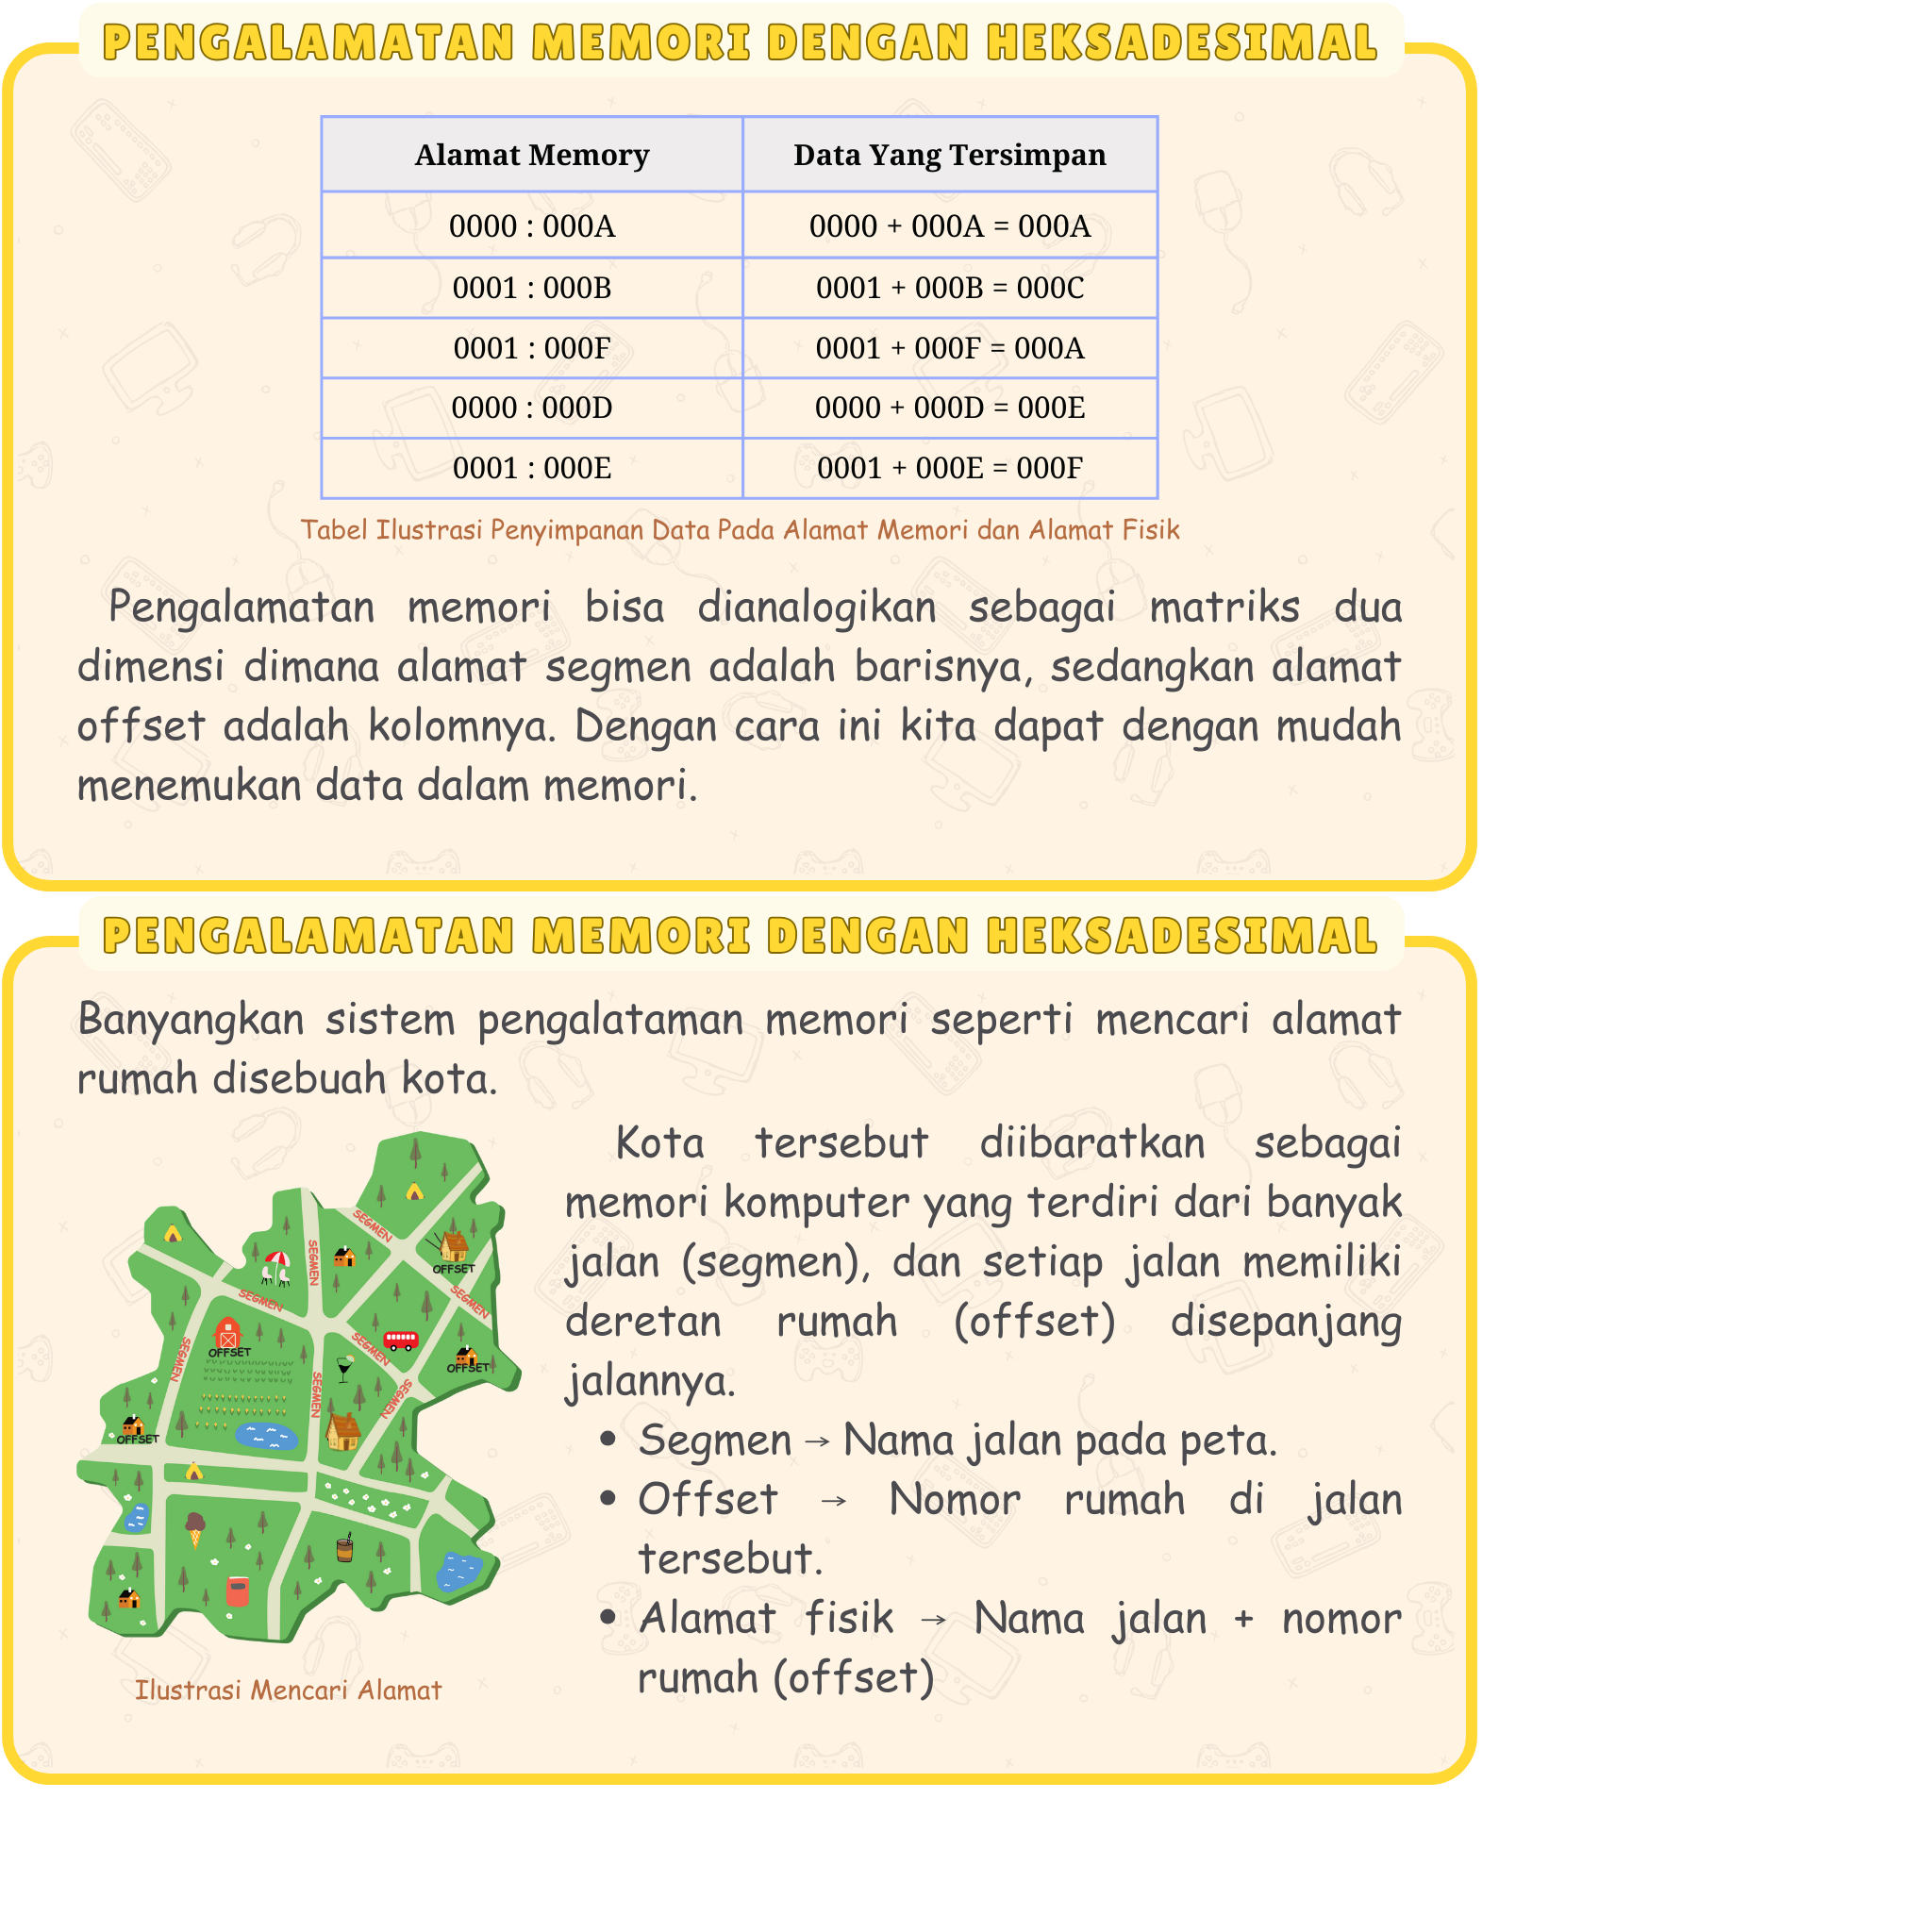 PENGALAMATAN MEMORI DENGAN HEKSADESIMAL
Alamat Memory Data Yang Tersimpan
0000 : 000A 0000 + 000A = 000A
0001 : 000B 0001 + 000B = 000C
0001 : 000F 0001 + 000F = 000A
0000 : 000D 0000 + 000D = 000E
0001 : 000E 0001 + 000E = 000F
Tabel Ilustrasi Penyimpanan Data Pada Alamat Memori dan Alamat Fisik
Pengalamatan memori bisa dianalogikan sebagai matriks dua
dimensi dimana alamat segmen adalah barisnya, sedangkan alamat
offset adalah kolomnya. Dengan cara ini kita dapat dengan mudah
menemukan data dalam memori.
PENGALAMATAN MEMORI DENGAN HEKSADESIMAL
Banyangkan sistem pengalataman memori seperti mencari alamat
rumah disebuah kota.
SEGMEN
SEGMEN
OFFSET
SEGMEN
SEGMEN
OFFSET
SEGMEN
SEGMEN
OFFSET
SEGMEN
SEGMEN
OFFSET
Ilustrasi Mencari Alamat
Kota tersebut diibaratkan sebagai
memori komputer yang terdiri dari banyak
jalan (segmen), dan setiap jalan memiliki
deretan rumah (offset) disepanjang
jalannya.
• Segmen → Nama jalan pada peta.
• Offset → Nomor rumah di jalan
tersebut.
• Alamat fisik → Nama jalan + nomor
rumah (offset)